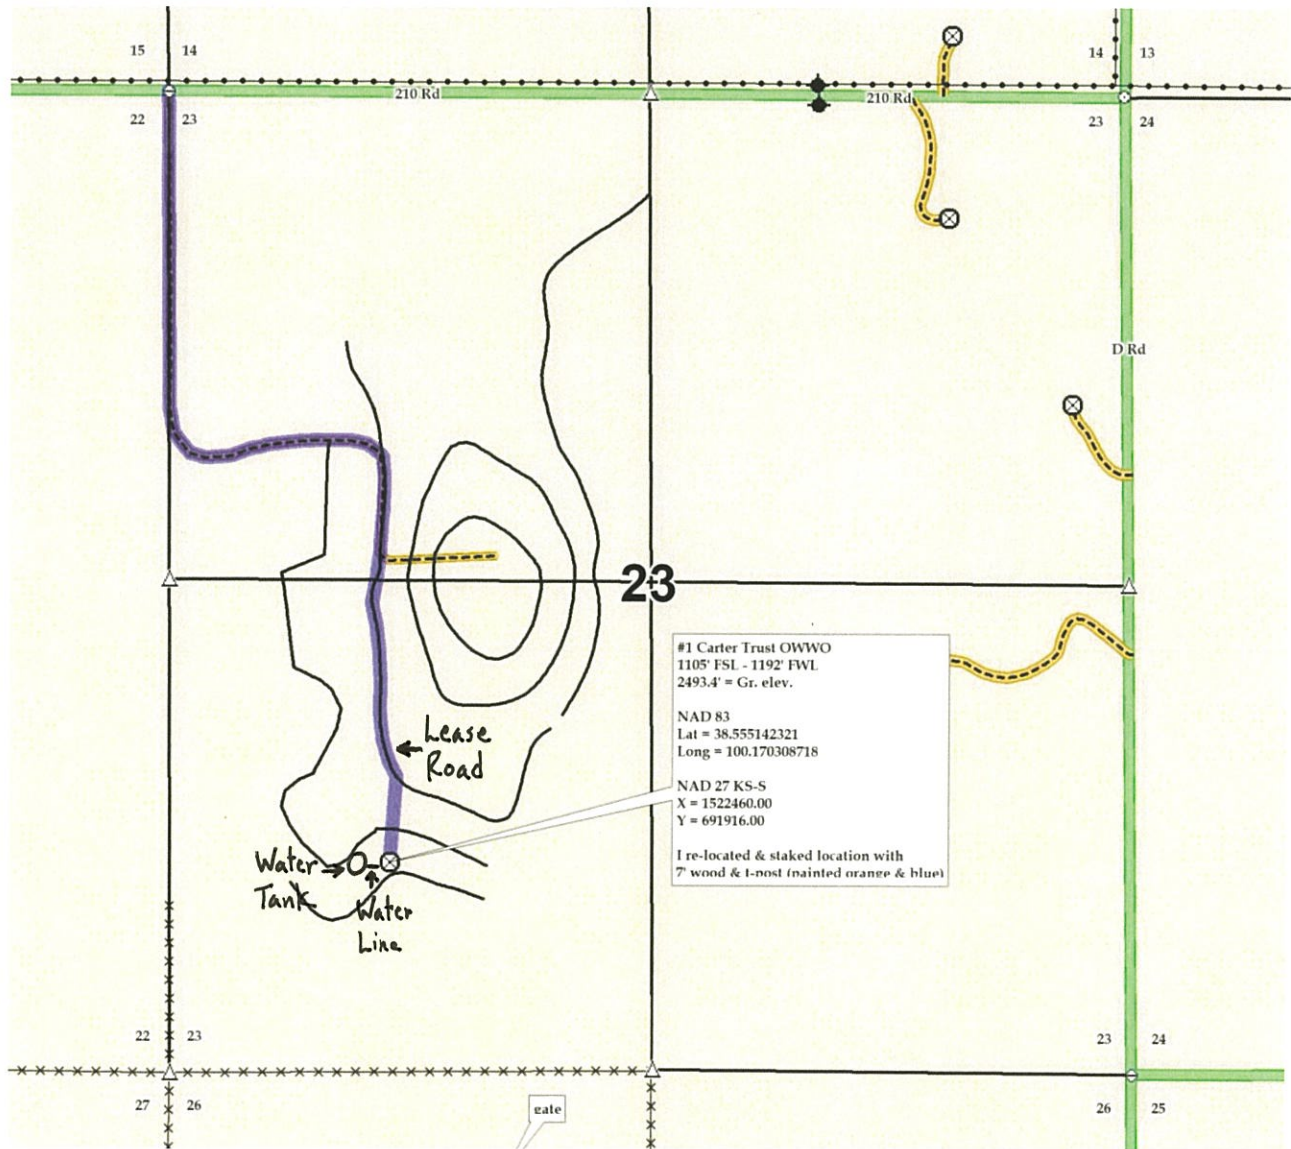 15 14
14 13
210 Rd
210 Rd
22 23
23 24
D Rd
23
#1 Carter Trust OWWO
1105' FSL - 1192' FWL
2493.4' = Gr. elev.
NAD 83
Lat = 38.555142321
Long = 100.170308718
NAD 27 KS-S
X = 1522460.00
Y = 691916.00
I re-located & staked location with
7' wood & t-post (painted orange & blue)
Lease
Road
Water
Tank
Water
Line
22 23
23 24
27 26
26 25
gate